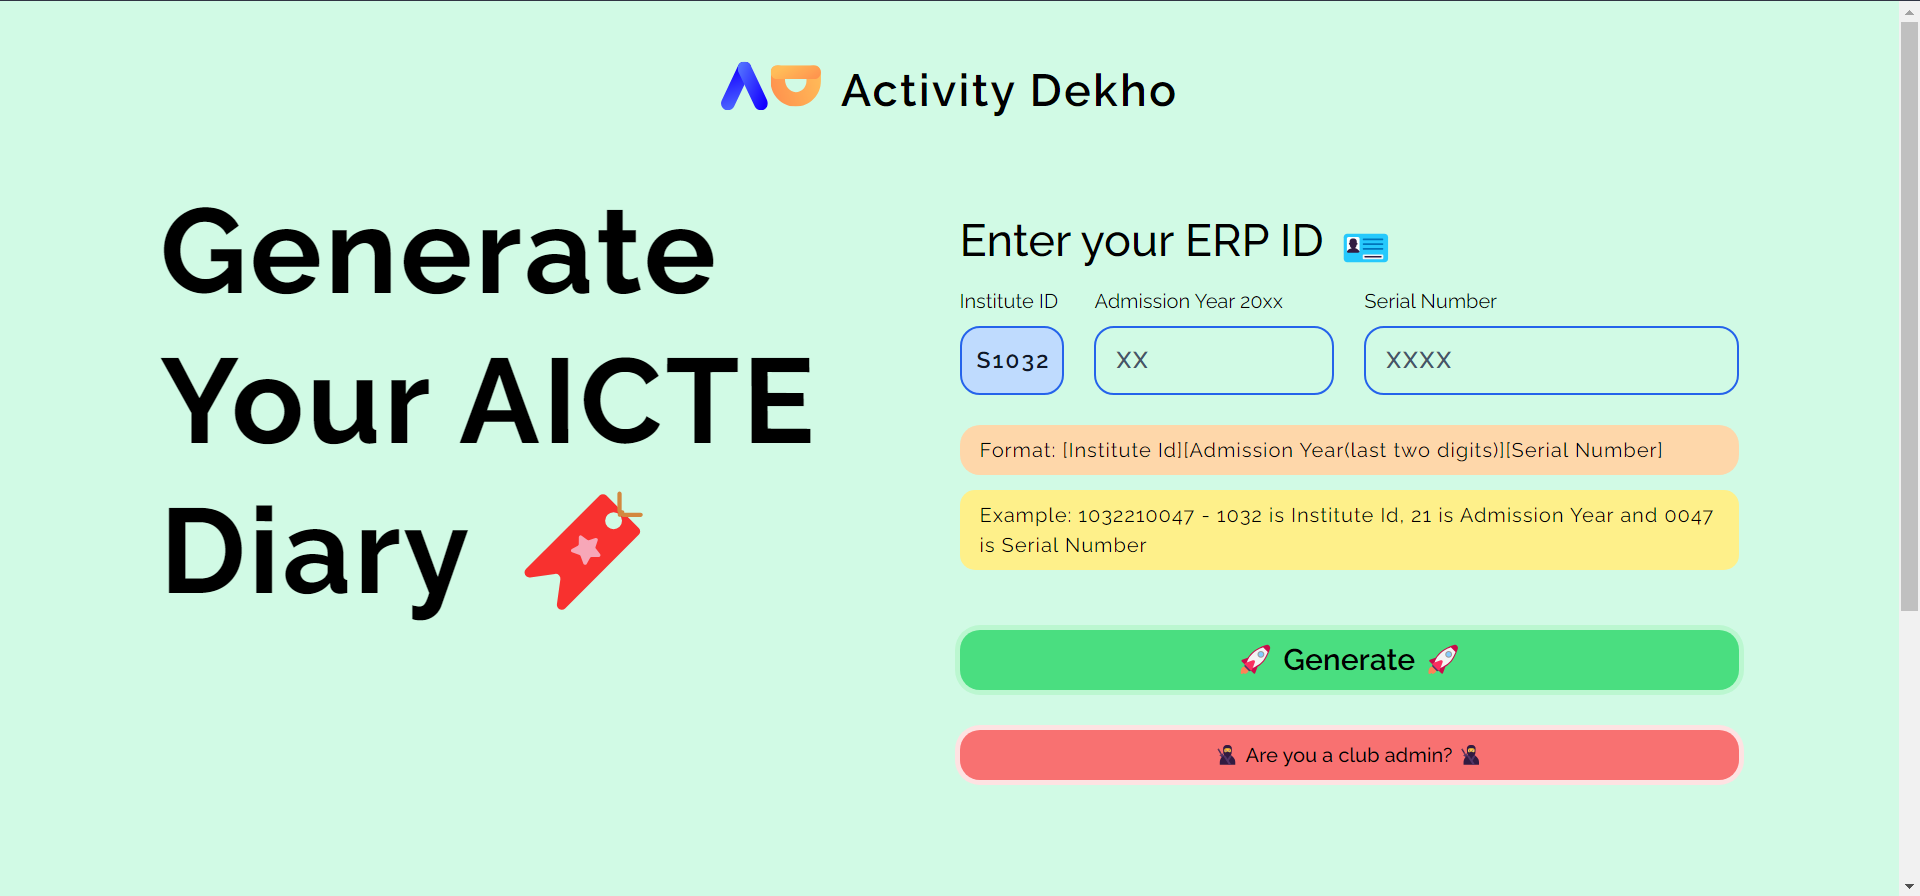 Activity Dekho
Generate
Your AICTE
Diary
Enter your ERP ID
Institute ID
Admission Year 20xx
Serial Number
S1032
XX
XXXX
Format: [Institute Id][Admission Year(last two digits)][Serial Number]
Example: 1032210047 - 1032 is Institute Id, 21 is Admission Year and 0047
is Serial Number
Generate
Are you a club admin?